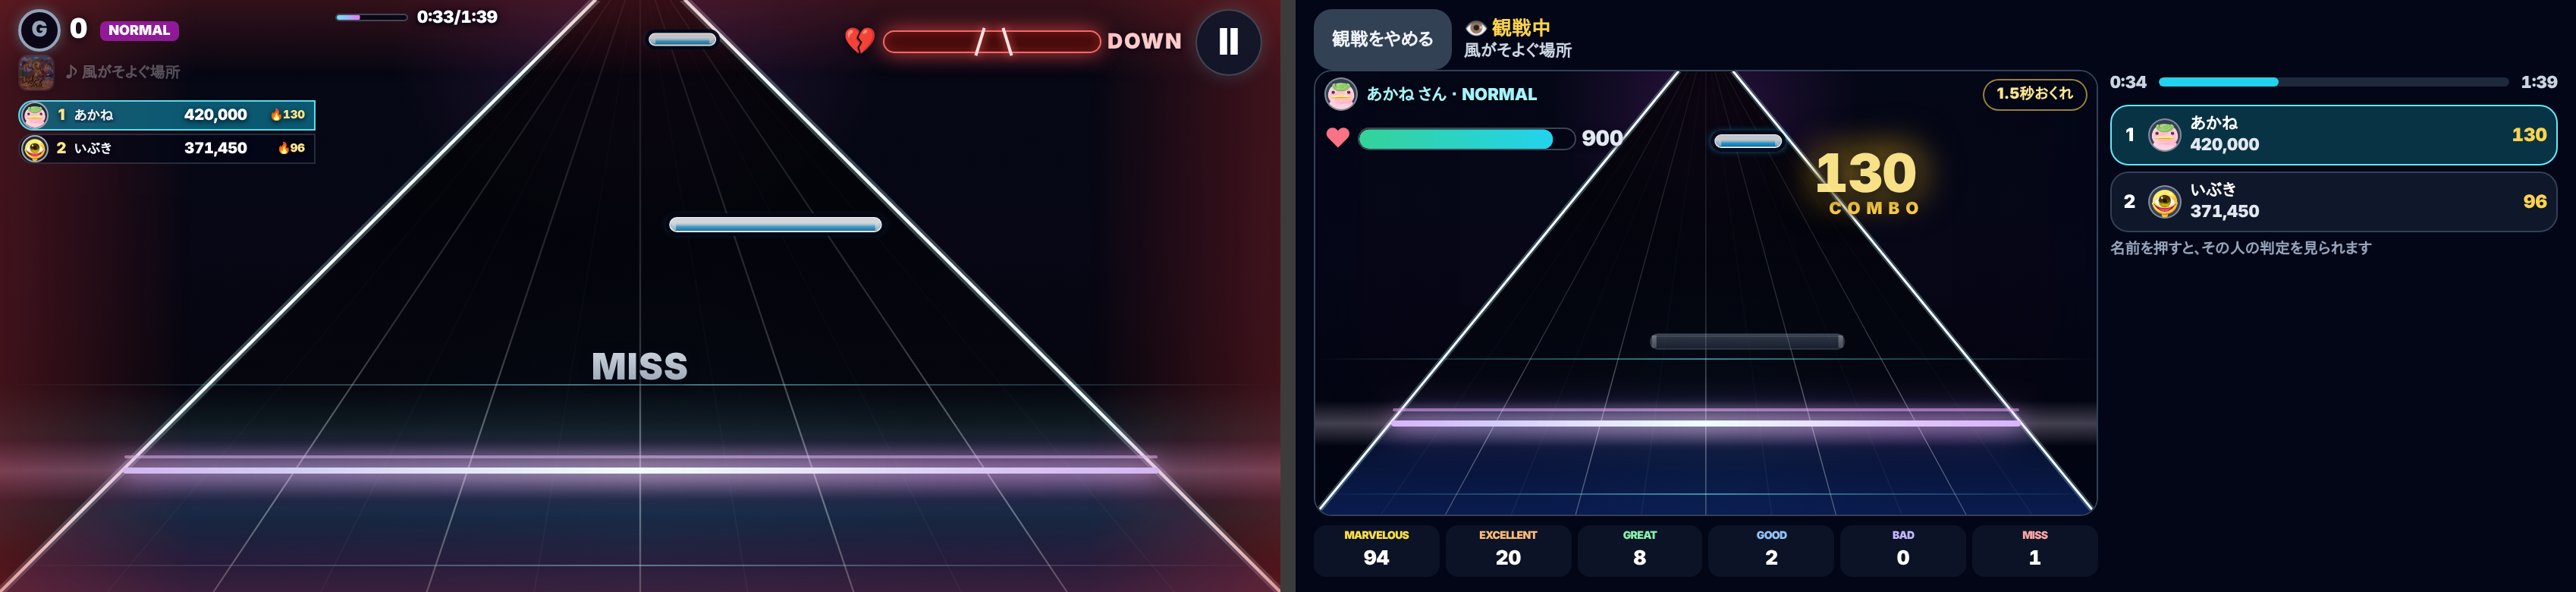 G 0 NORMAL
0:33/1:39
DOWN
♪ 風がそよぐ場所
1 あかね 420,000 🔥130
2 いぶき 371,450 🔥96
MISS
観戦をやめる
👁 観戦中
風がそよぐ場所
あかね さん · NORMAL
1.5秒おくれ
900
130
COMBO
MARVELOUS
94
EXCELLENT
20
GREAT
8
GOOD
2
BAD
0
MISS
1
0:34 1:39
1 あかね 130
420,000
2 いぶき 96
371,450
名前を押すと、その人の判定を見られます